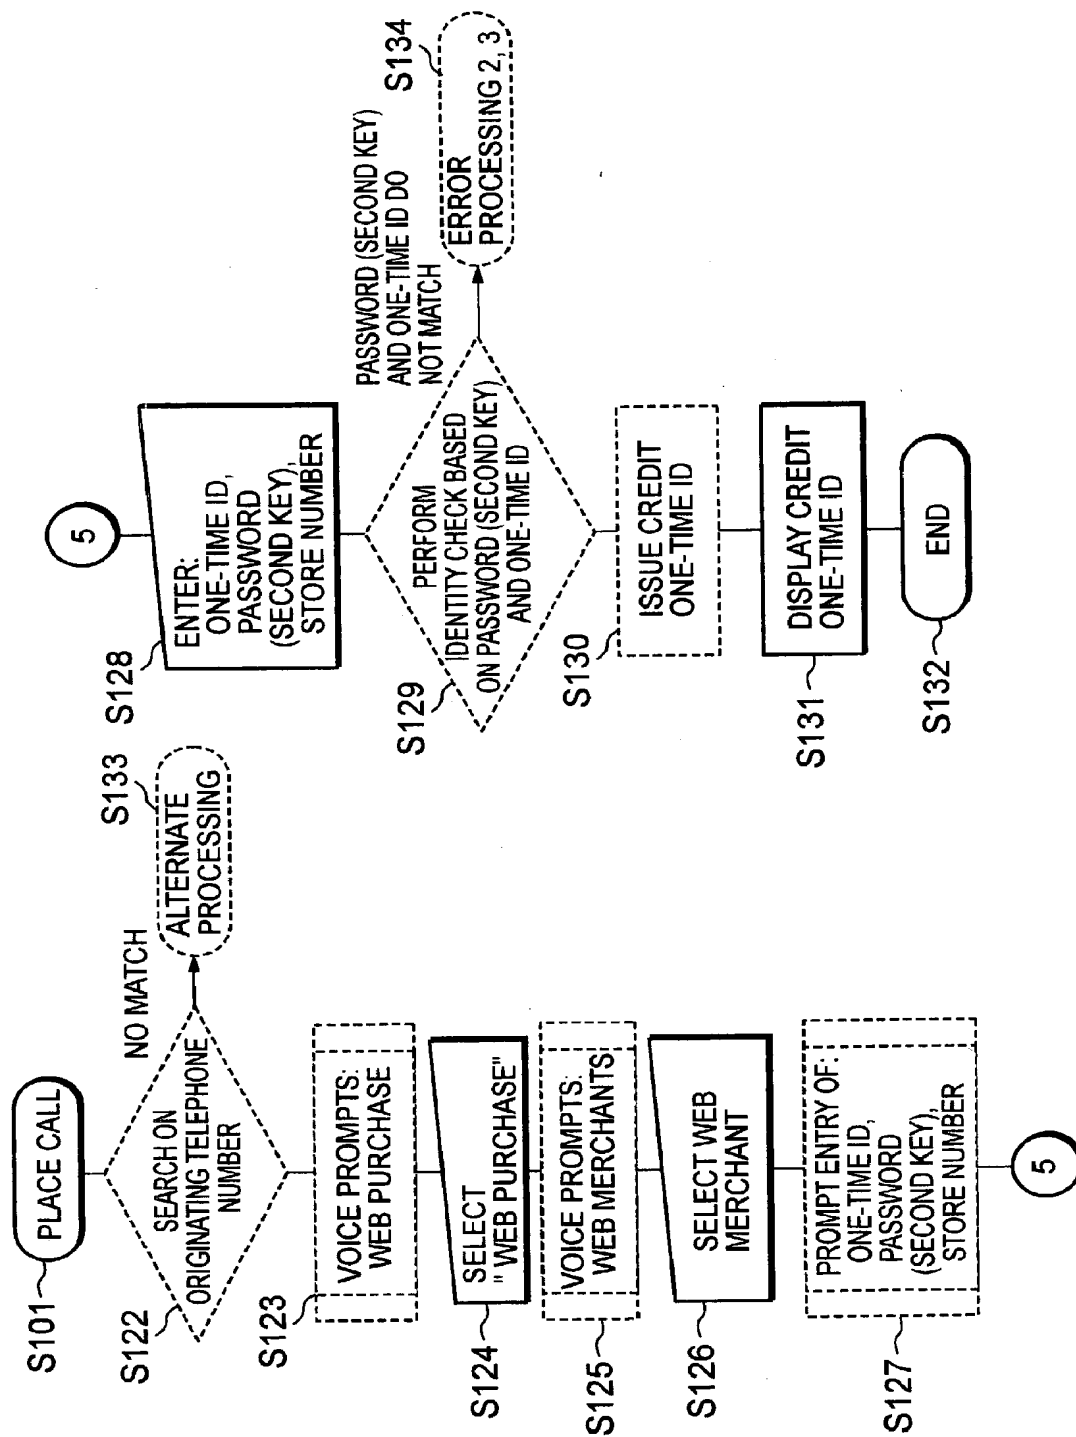 S101
PLACE CALL
S122
SEARCH ON
ORIGINATING TELEPHONE
NUMBER
NO MATCH
S133
ALTERNATE
PROCESSING
S123
VOICE PROMPTS:
WEB PURCHASE
S124
SELECT
" WEB PURCHASE"
S125
VOICE PROMPTS:
WEB MERCHANTS
S126
SELECT WEB
MERCHANT
S127
PROMPT ENTRY OF:
ONE-TIME ID,
PASSWORD
(SECOND KEY),
STORE NUMBER
5
5
S128
ENTER:
ONE-TIME ID,
PASSWORD
(SECOND KEY),
STORE NUMBER
S129
PERFORM
IDENTITY CHECK BASED
ON PASSWORD (SECOND KEY)
AND ONE-TIME ID
PASSWORD (SECOND KEY)
AND ONE-TIME ID DO
NOT MATCH
S134
ERROR
PROCESSING 2, 3
S130
ISSUE CREDIT
ONE-TIME ID
S131
DISPLAY CREDIT
ONE-TIME ID
S132
END